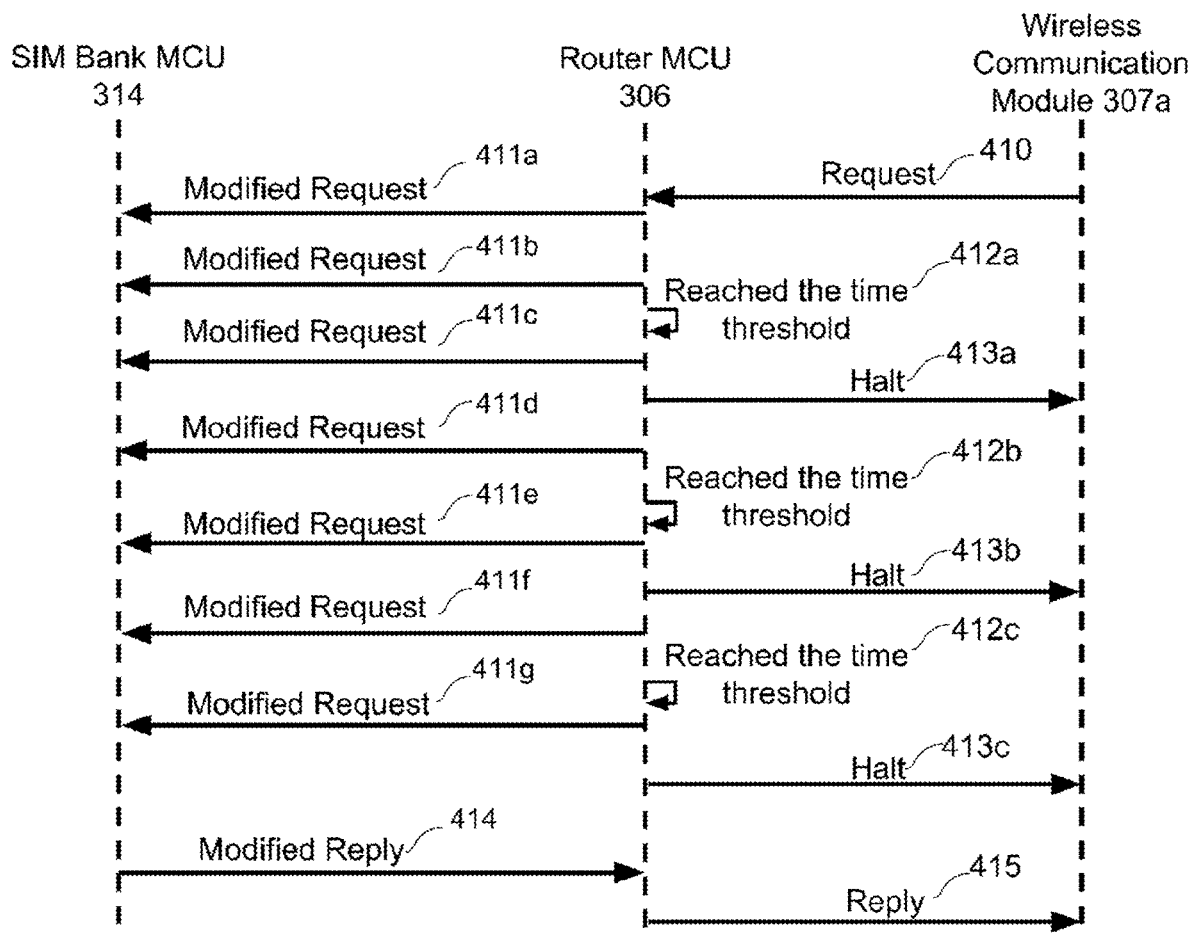 SIM Bank MCU
314
Router MCU
306
Wireless
Communication
Module 307a
411a
Modified Request
410
Request
411b
Modified Request
412a
Reached the time
threshold
411c
Modified Request
413a
Halt
411d
Modified Request
412b
Reached the time
threshold
411e
Modified Request
413b
Halt
411f
Modified Request
412c
Reached the time
threshold
411g
Modified Request
413c
Halt
414
Modified Reply
415
Reply